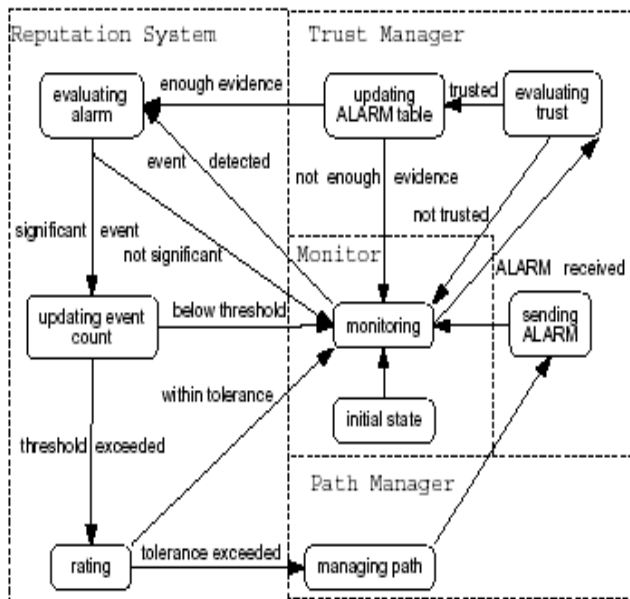 Reputation System
Trust Manager
evaluating
alarm
enough evidence
updating
ALARM table
trusted
evaluating
trust
event detected
not enough evidence
not trusted
significant event
not significant
Monitor
ALARM received
updating event
count
below threshold
monitoring
sending
ALARM
within tolerance
initial state
threshold exceeded
Path Manager
rating
tolerance exceeded
managing path